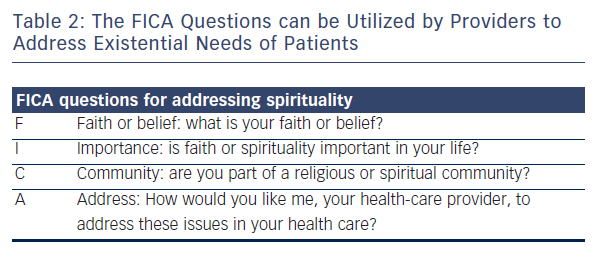 Table 2: The FICA Questions can be Utilized by Providers to
Address Existential Needs of Patients
FICA questions for addressing spirituality
F Faith or belief: what is your faith or belief?
I Importance: is faith or spirituality important in your life?
C Community: are you part of a religious or spiritual community?
A Address: How would you like me, your health-care provider, to
address these issues in your health care?